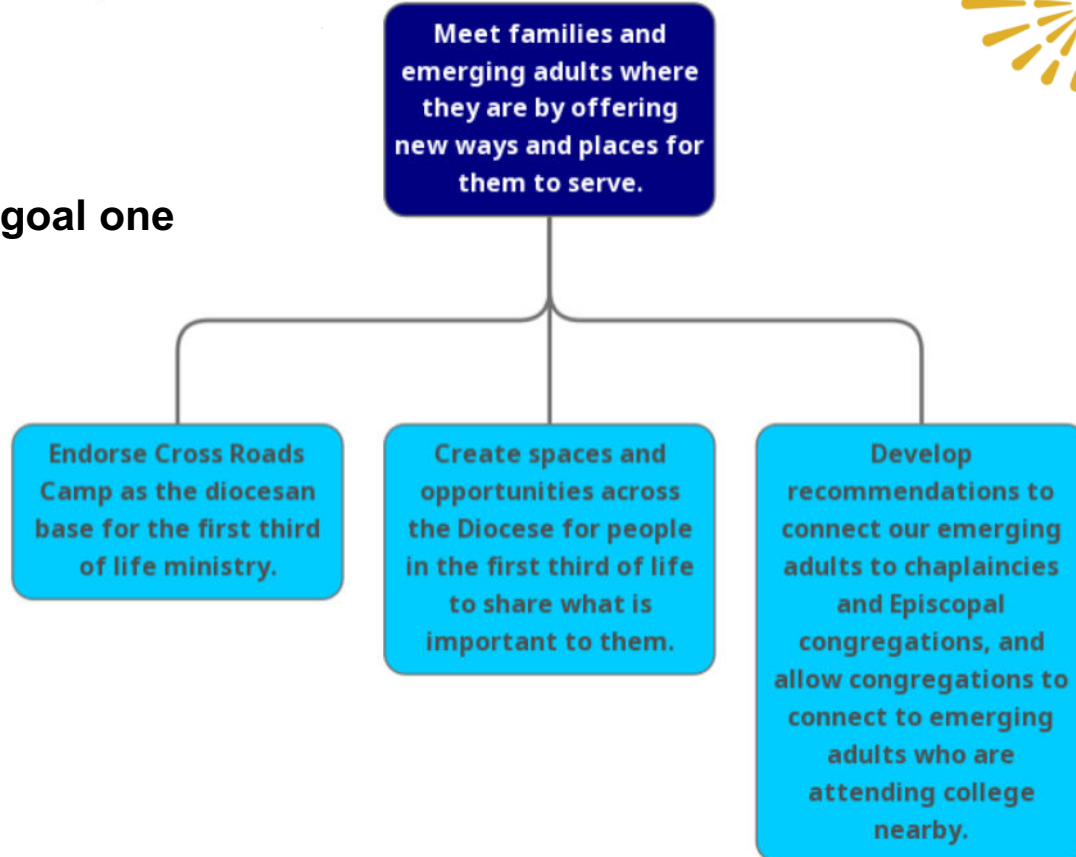 Meet families and
emerging adults where
they are by offering
new ways and places for
them to serve.
goal one
Endorse Cross Roads
Camp as the diocesan
base for the first third
of life ministry.
Create spaces and
opportunities across
the Diocese for people
in the first third of life
to share what is
important to them.
Develop
recommendations to
connect our emerging
adults to chaplaincies
and Episcopal
congregations, and
allow congregations to
connect to emerging
adults who are
attending college
nearby.